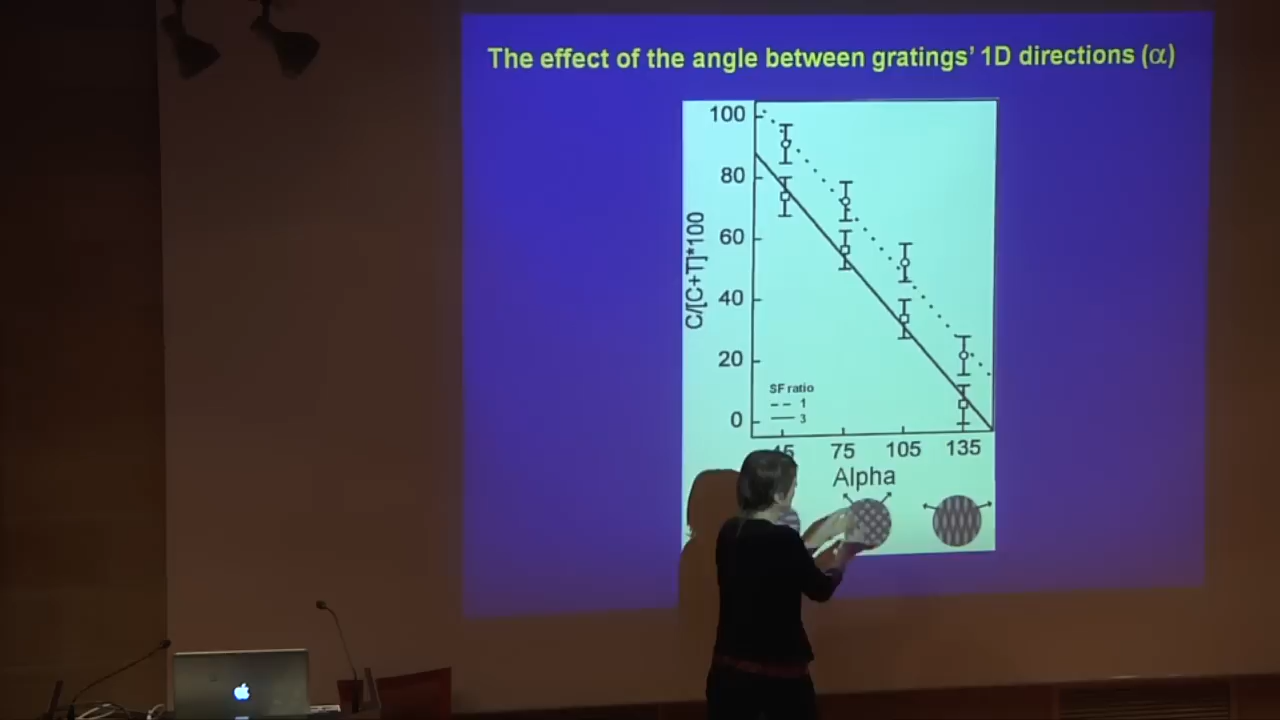 The effect of the angle between gratings' 1D directions (α)
100
80
60
40
20
0
C/[C+T]*100
SF ratio
1
3
45 75 105 135
Alpha